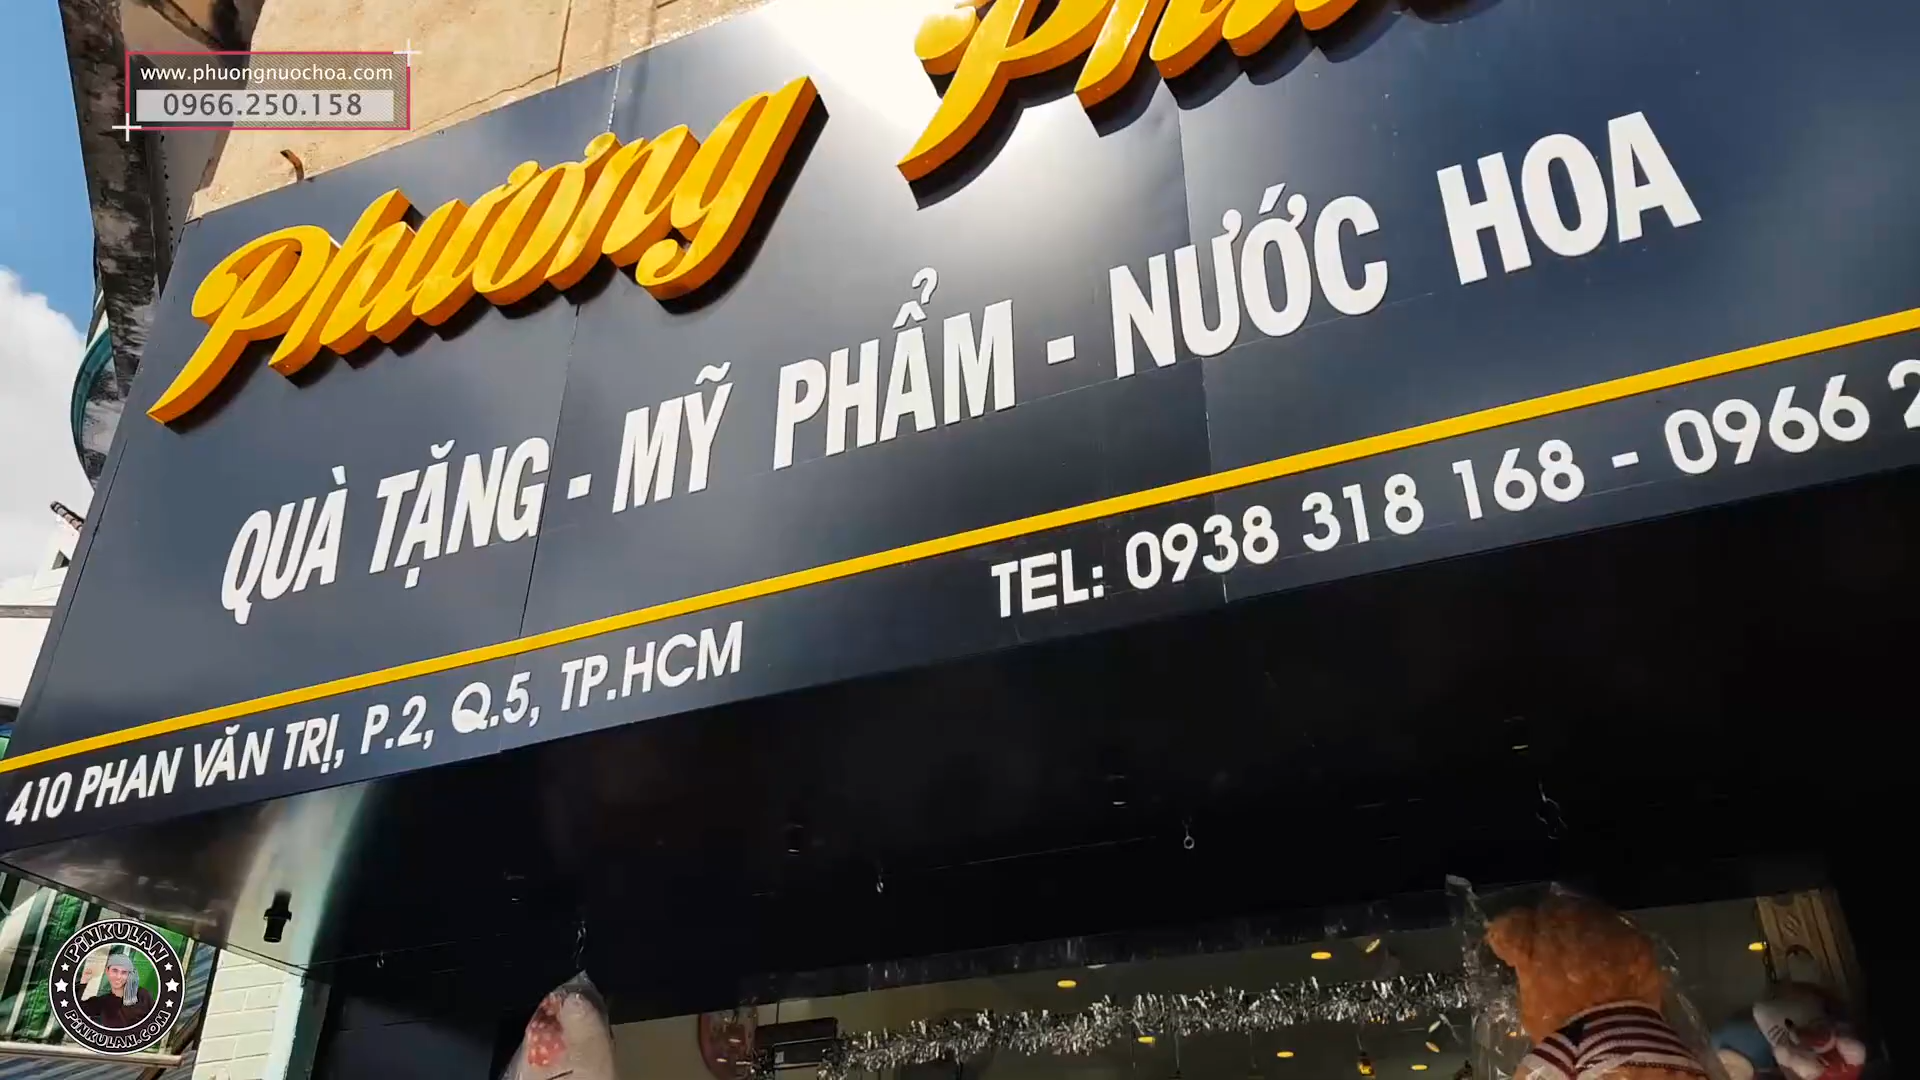 www.phuongnuochoa.com
0966.250.158
Phương
QUÀ TẶNG - MỸ PHẨM - NƯỚC HOA
410 PHAN VĂN TRỊ, P.2, Q.5, TP.HCM
TEL: 0938 318 168 - 0966 2
PiNKULAN
PiNKULAN.COM